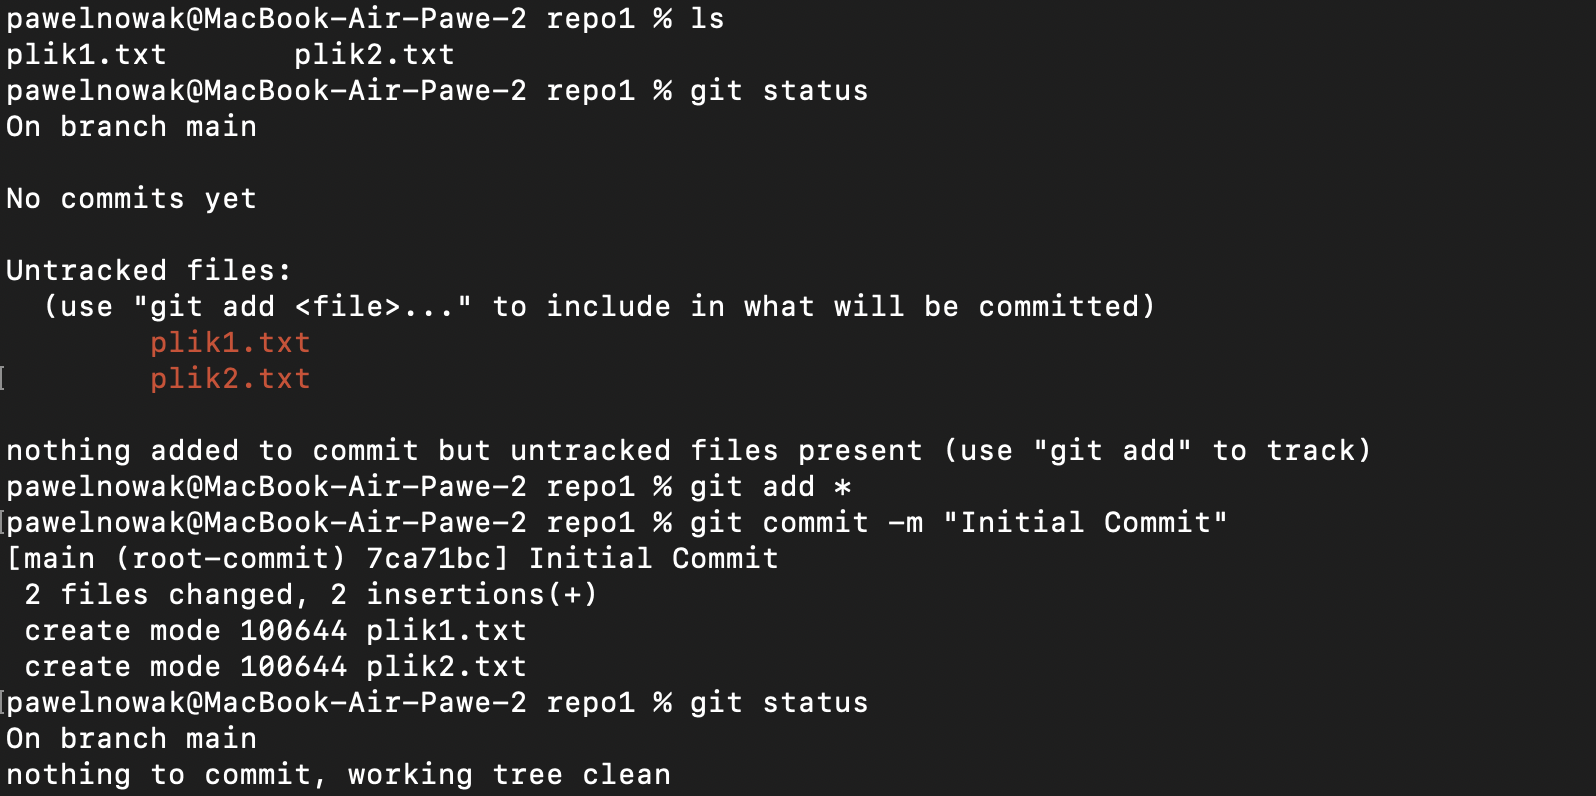 pawelnowak@MacBook-Air-Pawe-2 repo1 % ls
plik1.txt       plik2.txt
pawelnowak@MacBook-Air-Pawe-2 repo1 % git status
On branch main
No commits yet
Untracked files:
  (use "git add <file>..." to include in what will be committed)
        plik1.txt
        plik2.txt
nothing added to commit but untracked files present (use "git add" to track)
pawelnowak@MacBook-Air-Pawe-2 repo1 % git add *
pawelnowak@MacBook-Air-Pawe-2 repo1 % git commit -m "Initial Commit"
[main (root-commit) 7ca71bc] Initial Commit
 2 files changed, 2 insertions(+)
 create mode 100644 plik1.txt
 create mode 100644 plik2.txt
pawelnowak@MacBook-Air-Pawe-2 repo1 % git status
On branch main
nothing to commit, working tree clean